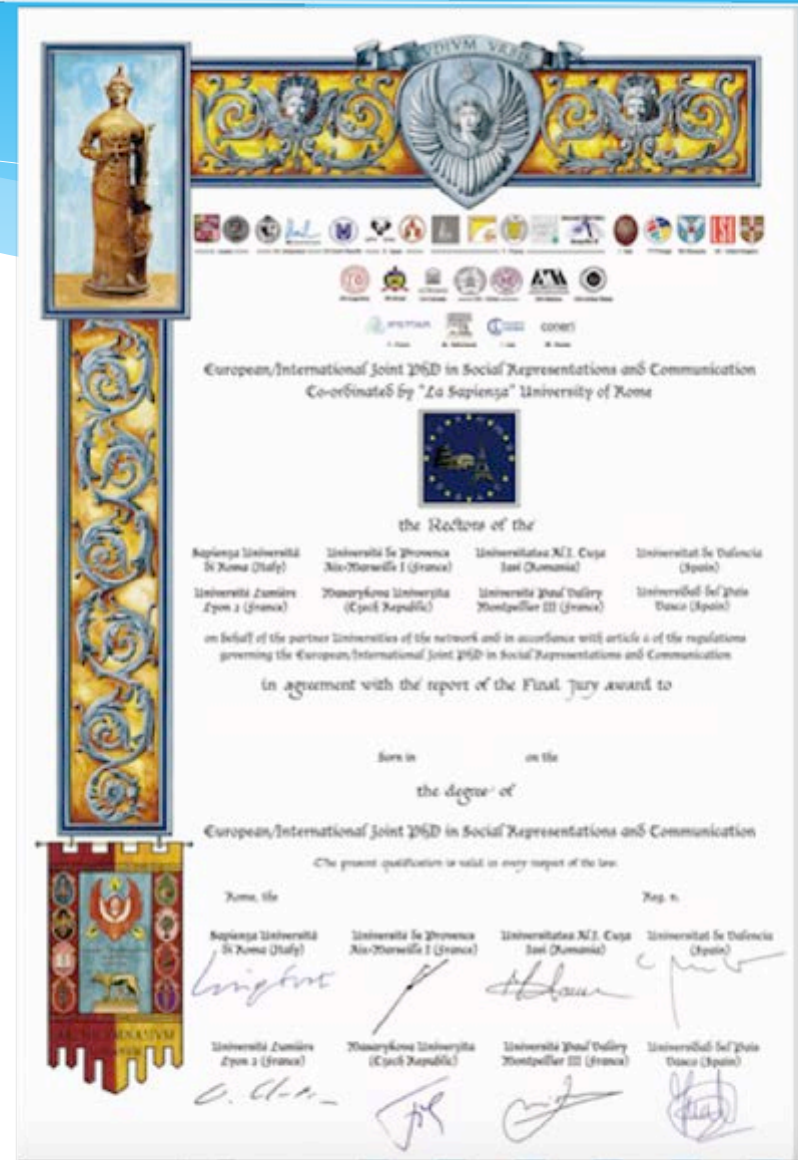 European/International Joint PhD in Social Representations and Communication
Co-ordinated by "La Sapienza" University of Rome
the Rectors of the
Sapienza Università di Roma (Italy)
Université de Provence Aix-Marseille I (France)
Universitatea Al.I. Cuza Iasi (Romania)
Universitat de Valencia (Spain)
Université Lumière Lyon 2 (France)
Masarykova Univerzita (Czech Republic)
Université Paul Valéry Montpellier III (France)
Universidad del Pais Vasco (Spain)
on behalf of the partner Universities of the network and in accordance with article 2 of the regulations
governing the European/International Joint PhD in Social Representations and Communication
in agreement with the report of the Final Jury award to
born in on the
the degree of
European/International Joint PhD in Social Representations and Communication
The present qualification is valid in every respect of the law.
Rome, the Reg. n.
Sapienza Università di Roma (Italy)
Université de Provence Aix-Marseille I (France)
Universitatea Al.I. Cuza Iasi (Romania)
Universitat de Valencia (Spain)
Université Lumière Lyon 2 (France)
Masarykova Univerzita (Czech Republic)
Université Paul Valéry Montpellier III (France)
Universidad del Pais Vasco (Spain)